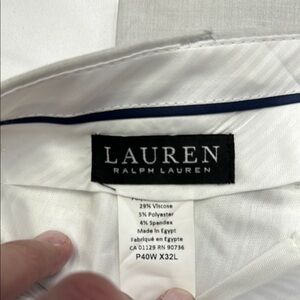 LAUREN
RALPH LAUREN
29% Viscose
5% Polyester
4% Spandex
Made In Egypt
Fabriqué en Egypte
CA 01129 RN 90736
P40W X32L